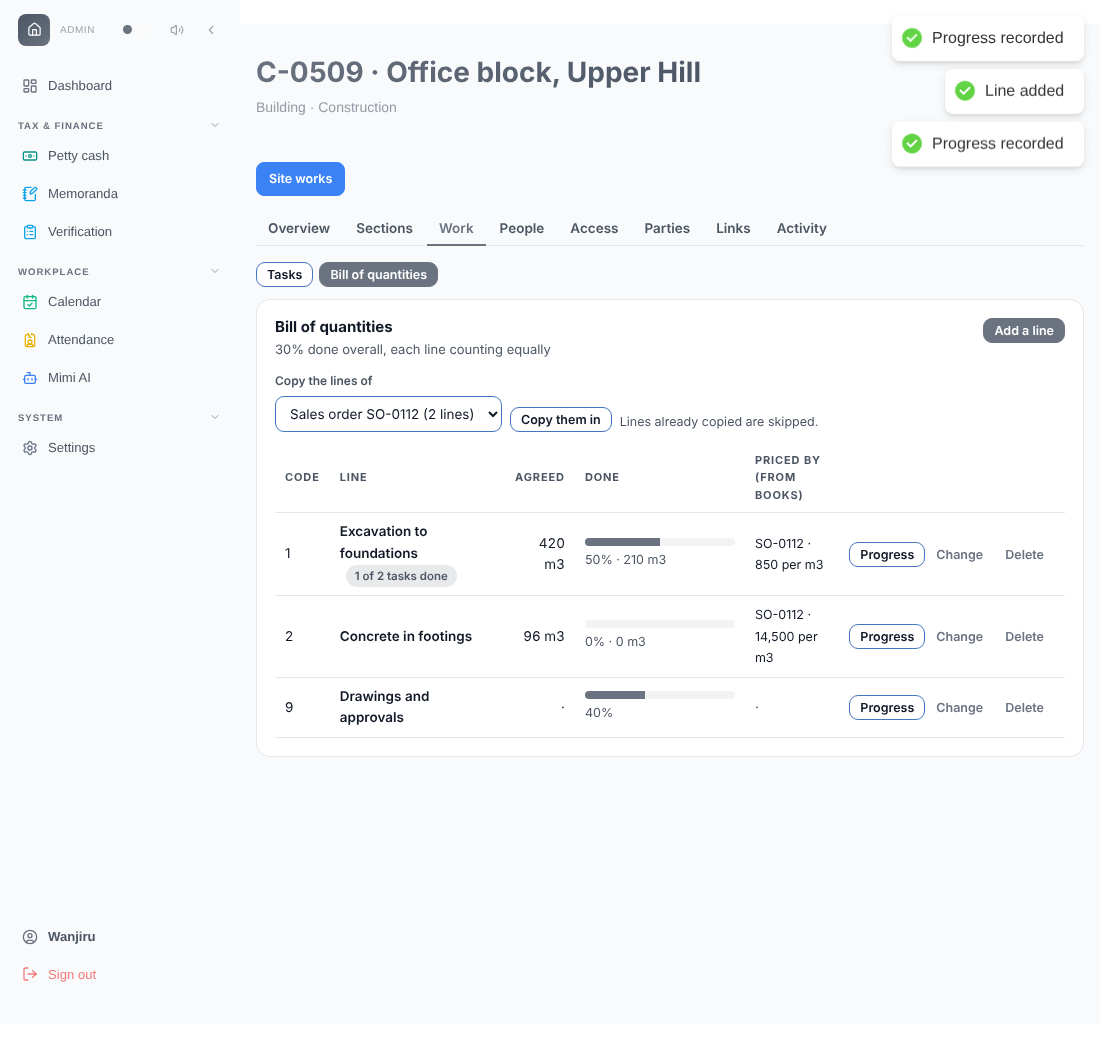 ADMIN
Dashboard
TAX & FINANCE
Petty cash
Memoranda
Verification
WORKPLACE
Calendar
Attendance
Mimi AI
SYSTEM
Settings
Wanjiru
Sign out
Progress recorded
Line added
Progress recorded
C-0509 · Office block, Upper Hill
Building · Construction
Site works
Overview Sections Work People Access Parties Links Activity
Tasks Bill of quantities
Bill of quantities
Add a line
30% done overall, each line counting equally
Copy the lines of
Sales order SO-0112 (2 lines) Copy them in Lines already copied are skipped.
CODE LINE AGREED DONE PRICED BY
(FROM
BOOKS)
1 Excavation to
foundations
1 of 2 tasks done
420
m3
50% · 210 m3
SO-0112 ·
850 per m3
Progress Change Delete
2 Concrete in footings 96 m3 0% · 0 m3
SO-0112 ·
14,500 per
m3
Progress Change Delete
9 Drawings and
approvals
·
40%
·
Progress Change Delete